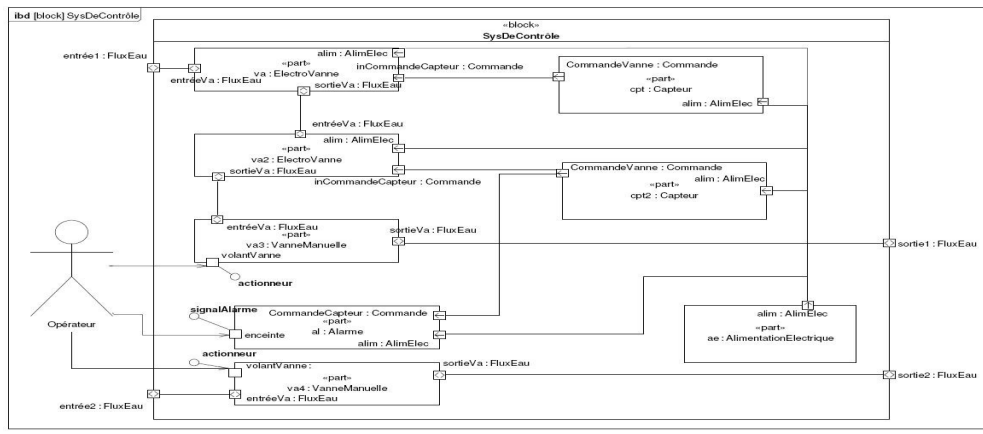 ibd [block] SysDeContrôle
«block»
SysDeContrôle
entrée1 : FluxEau
alim : AlimElec
«part»
va : ElectroVanne
inCommandeCapteur : Commande
entréeVa : FluxEau
sortieVa : FluxEau
CommandeVanne : Commande
«part»
cpt : Capteur
alim : AlimElec
entréeVa : FluxEau
alim : AlimElec
«part»
va2 : ElectroVanne
sortieVa : FluxEau
inCommandeCapteur : Commande
CommandeVanne : Commande
alim : AlimElec
«part»
cpt2 : Capteur
entréeVa : FluxEau
«part»
va3 : VanneManuelle
sortieVa : FluxEau
volantVanne
actionneur
sortie1 : FluxEau
Opérateur
signalAlarme
CommandeCapteur : Commande
«part»
al : Alarme
enceinte
alim : AlimElec
alim : AlimElec
«part»
ae : AlimentationElectrique
actionneur
volantVanne :
«part»
va4 : VanneManuelle
entréeVa : FluxEau
sortieVa : FluxEau
sortie2 : FluxEau
entrée2 : FluxEau